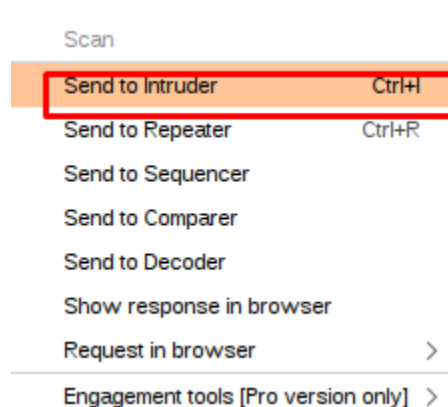 Scan
Send to Intruder Ctrl+I
Send to Repeater Ctrl+R
Send to Sequencer
Send to Comparer
Send to Decoder
Show response in browser
Request in browser
Engagement tools [Pro version only]